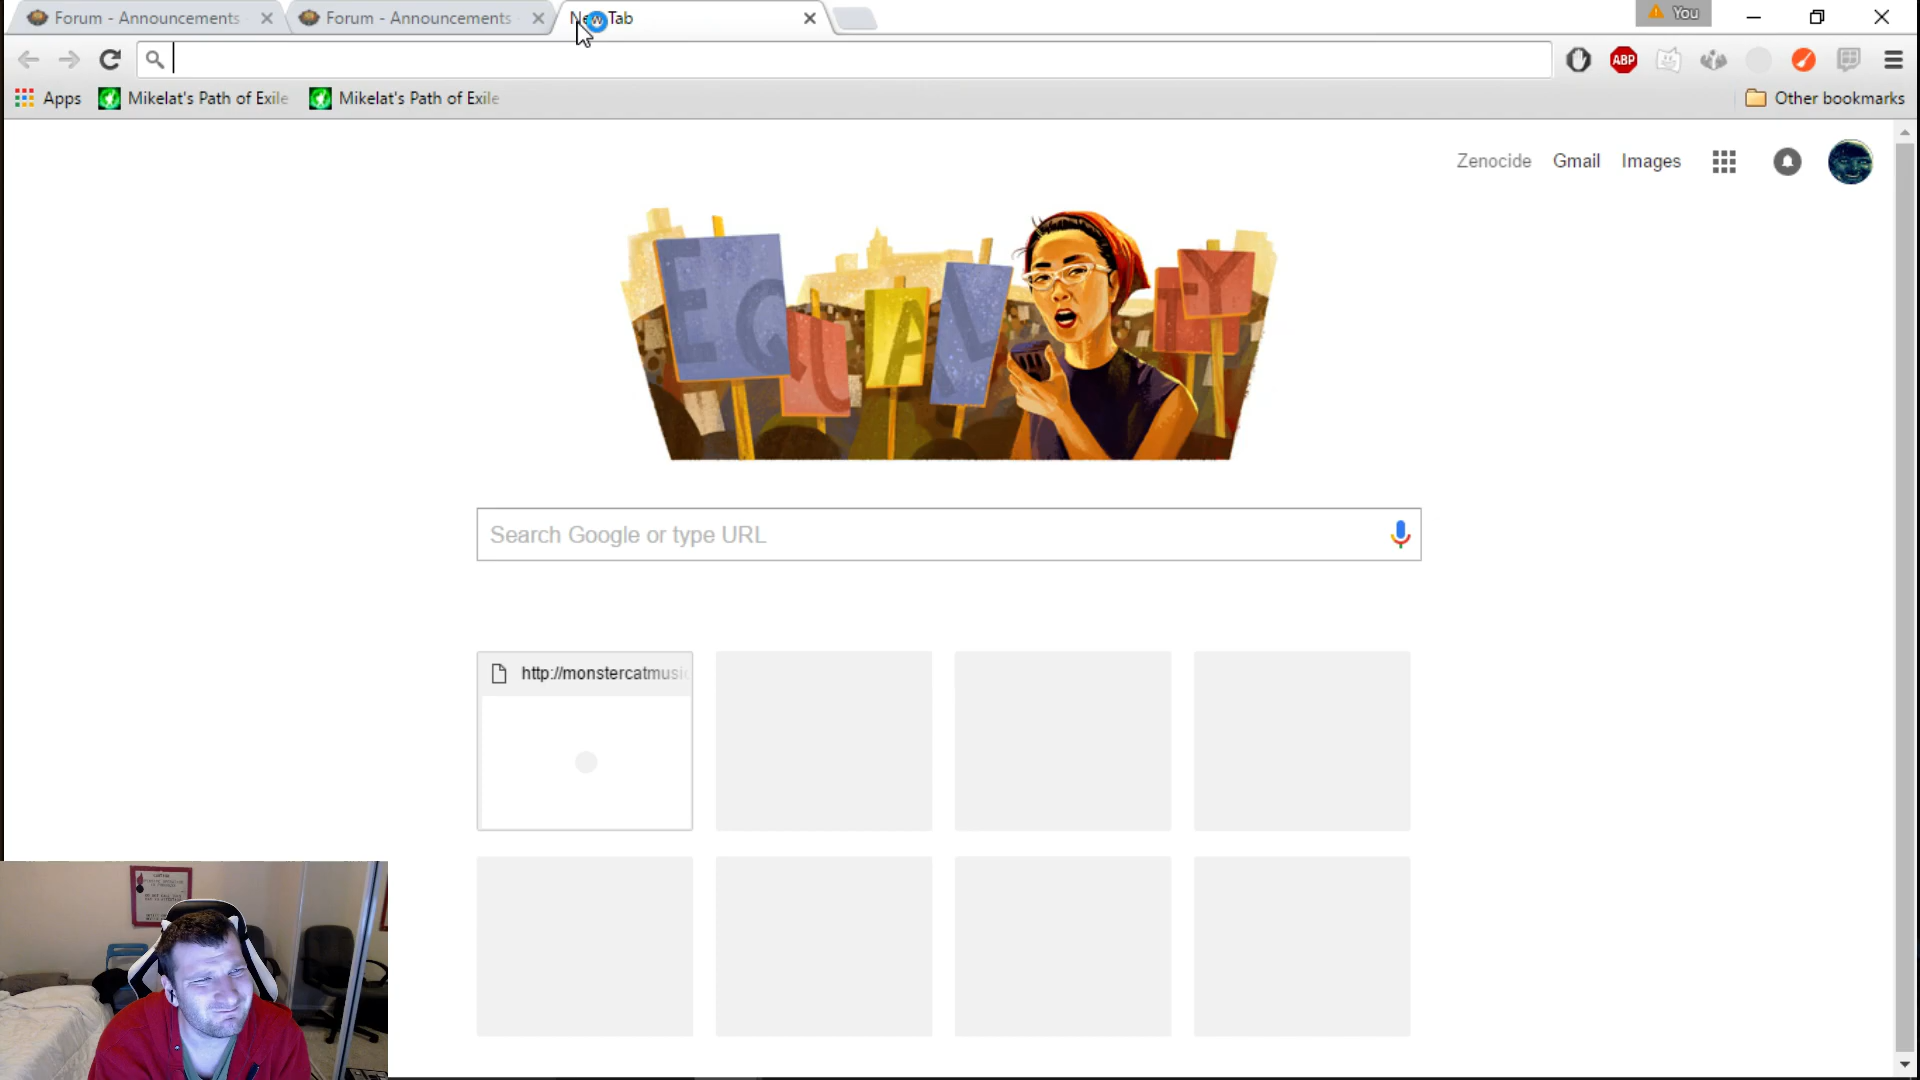 Forum - Announcements
Forum - Announcements
New Tab
You
ABP
Apps
Mikelat's Path of Exile
Mikelat's Path of Exile
Other bookmarks
Zenocide
Gmail
Images
EQUALITY
Search Google or type URL
http://monstercatmusi